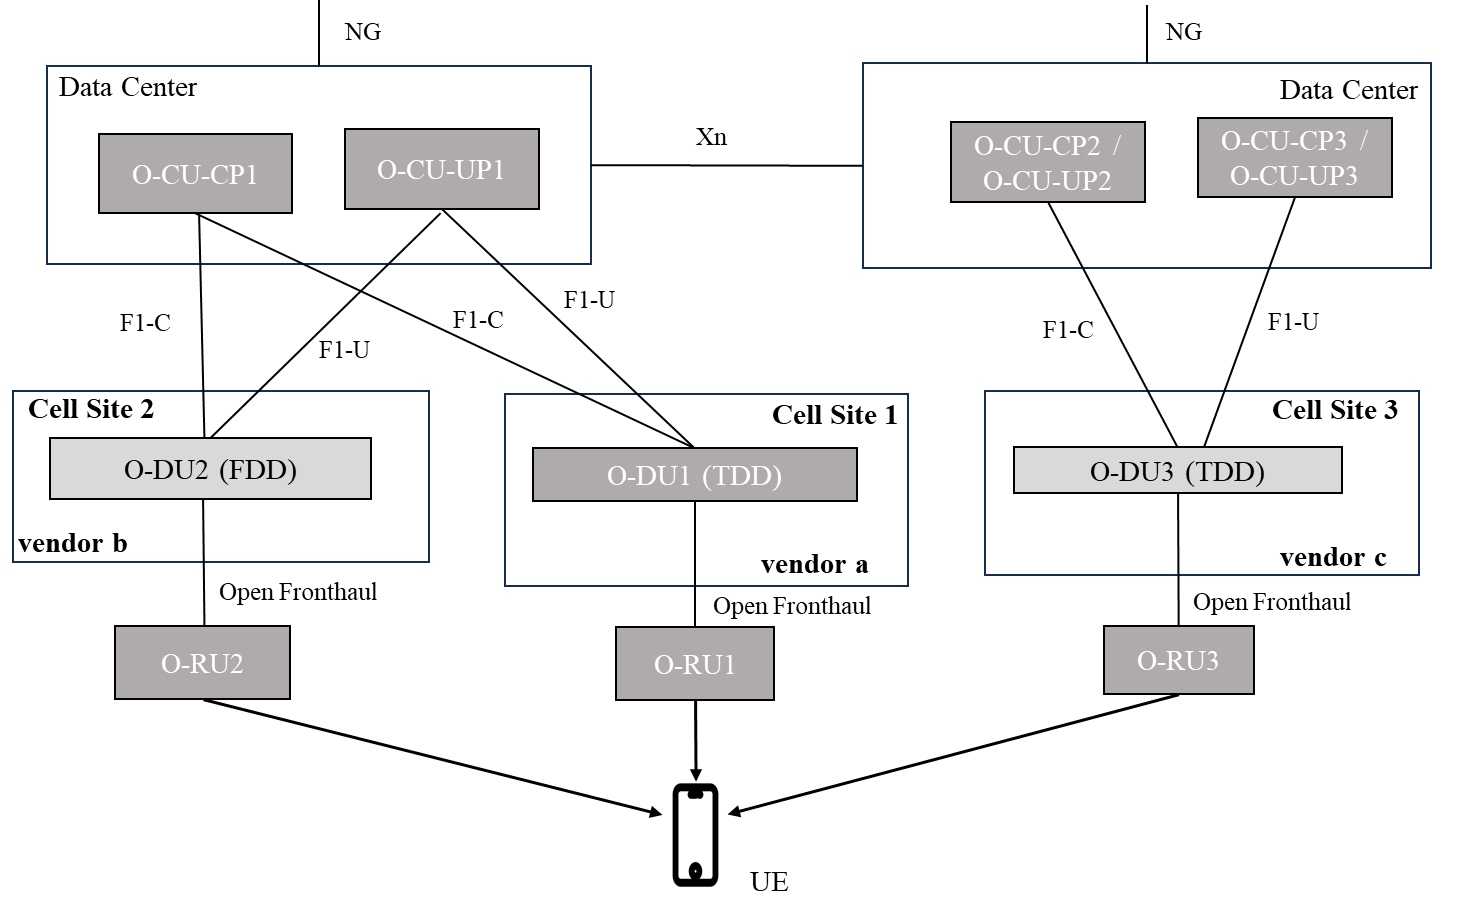 NG
NG
Data Center
Data Center
O-CU-CP1
O-CU-UP1
Xn
O-CU-CP2 /
O-CU-UP2
O-CU-CP3 /
O-CU-UP3
F1-C
F1-U
F1-C
F1-U
F1-C
F1-U
Cell Site 2
O-DU2 (FDD)
vendor b
Cell Site 1
O-DU1 (TDD)
vendor a
Cell Site 3
O-DU3 (TDD)
vendor c
Open Fronthaul
Open Fronthaul
Open Fronthaul
O-RU2
O-RU1
O-RU3
UE